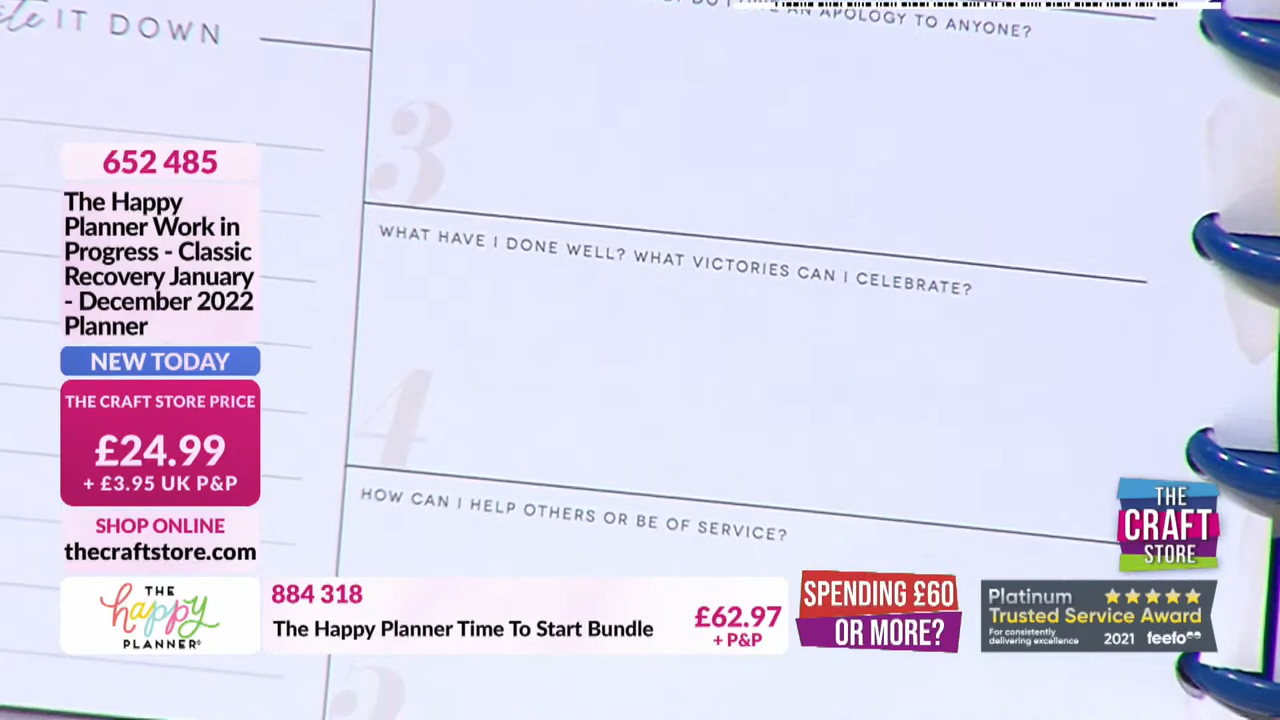 IT DOWN
AN APOLOGY TO ANYONE?
3
WHAT HAVE I DONE WELL? WHAT VICTORIES CAN I CELEBRATE?
4
HOW CAN I HELP OTHERS OR BE OF SERVICE?
652 485
The Happy
Planner Work in
Progress - Classic
Recovery January
- December 2022
Planner
NEW TODAY
THE CRAFT STORE PRICE
£24.99
+ £3.95 UK P&P
SHOP ONLINE
thecraftstore.com
THE
happy
PLANNER®
884 318
The Happy Planner Time To Start Bundle
£62.97
+ P&P
SPENDING £60
OR MORE?
THE
CRAFT
STORE
Platinum
Trusted Service Award
For consistently
delivering excellence
2021 feefo